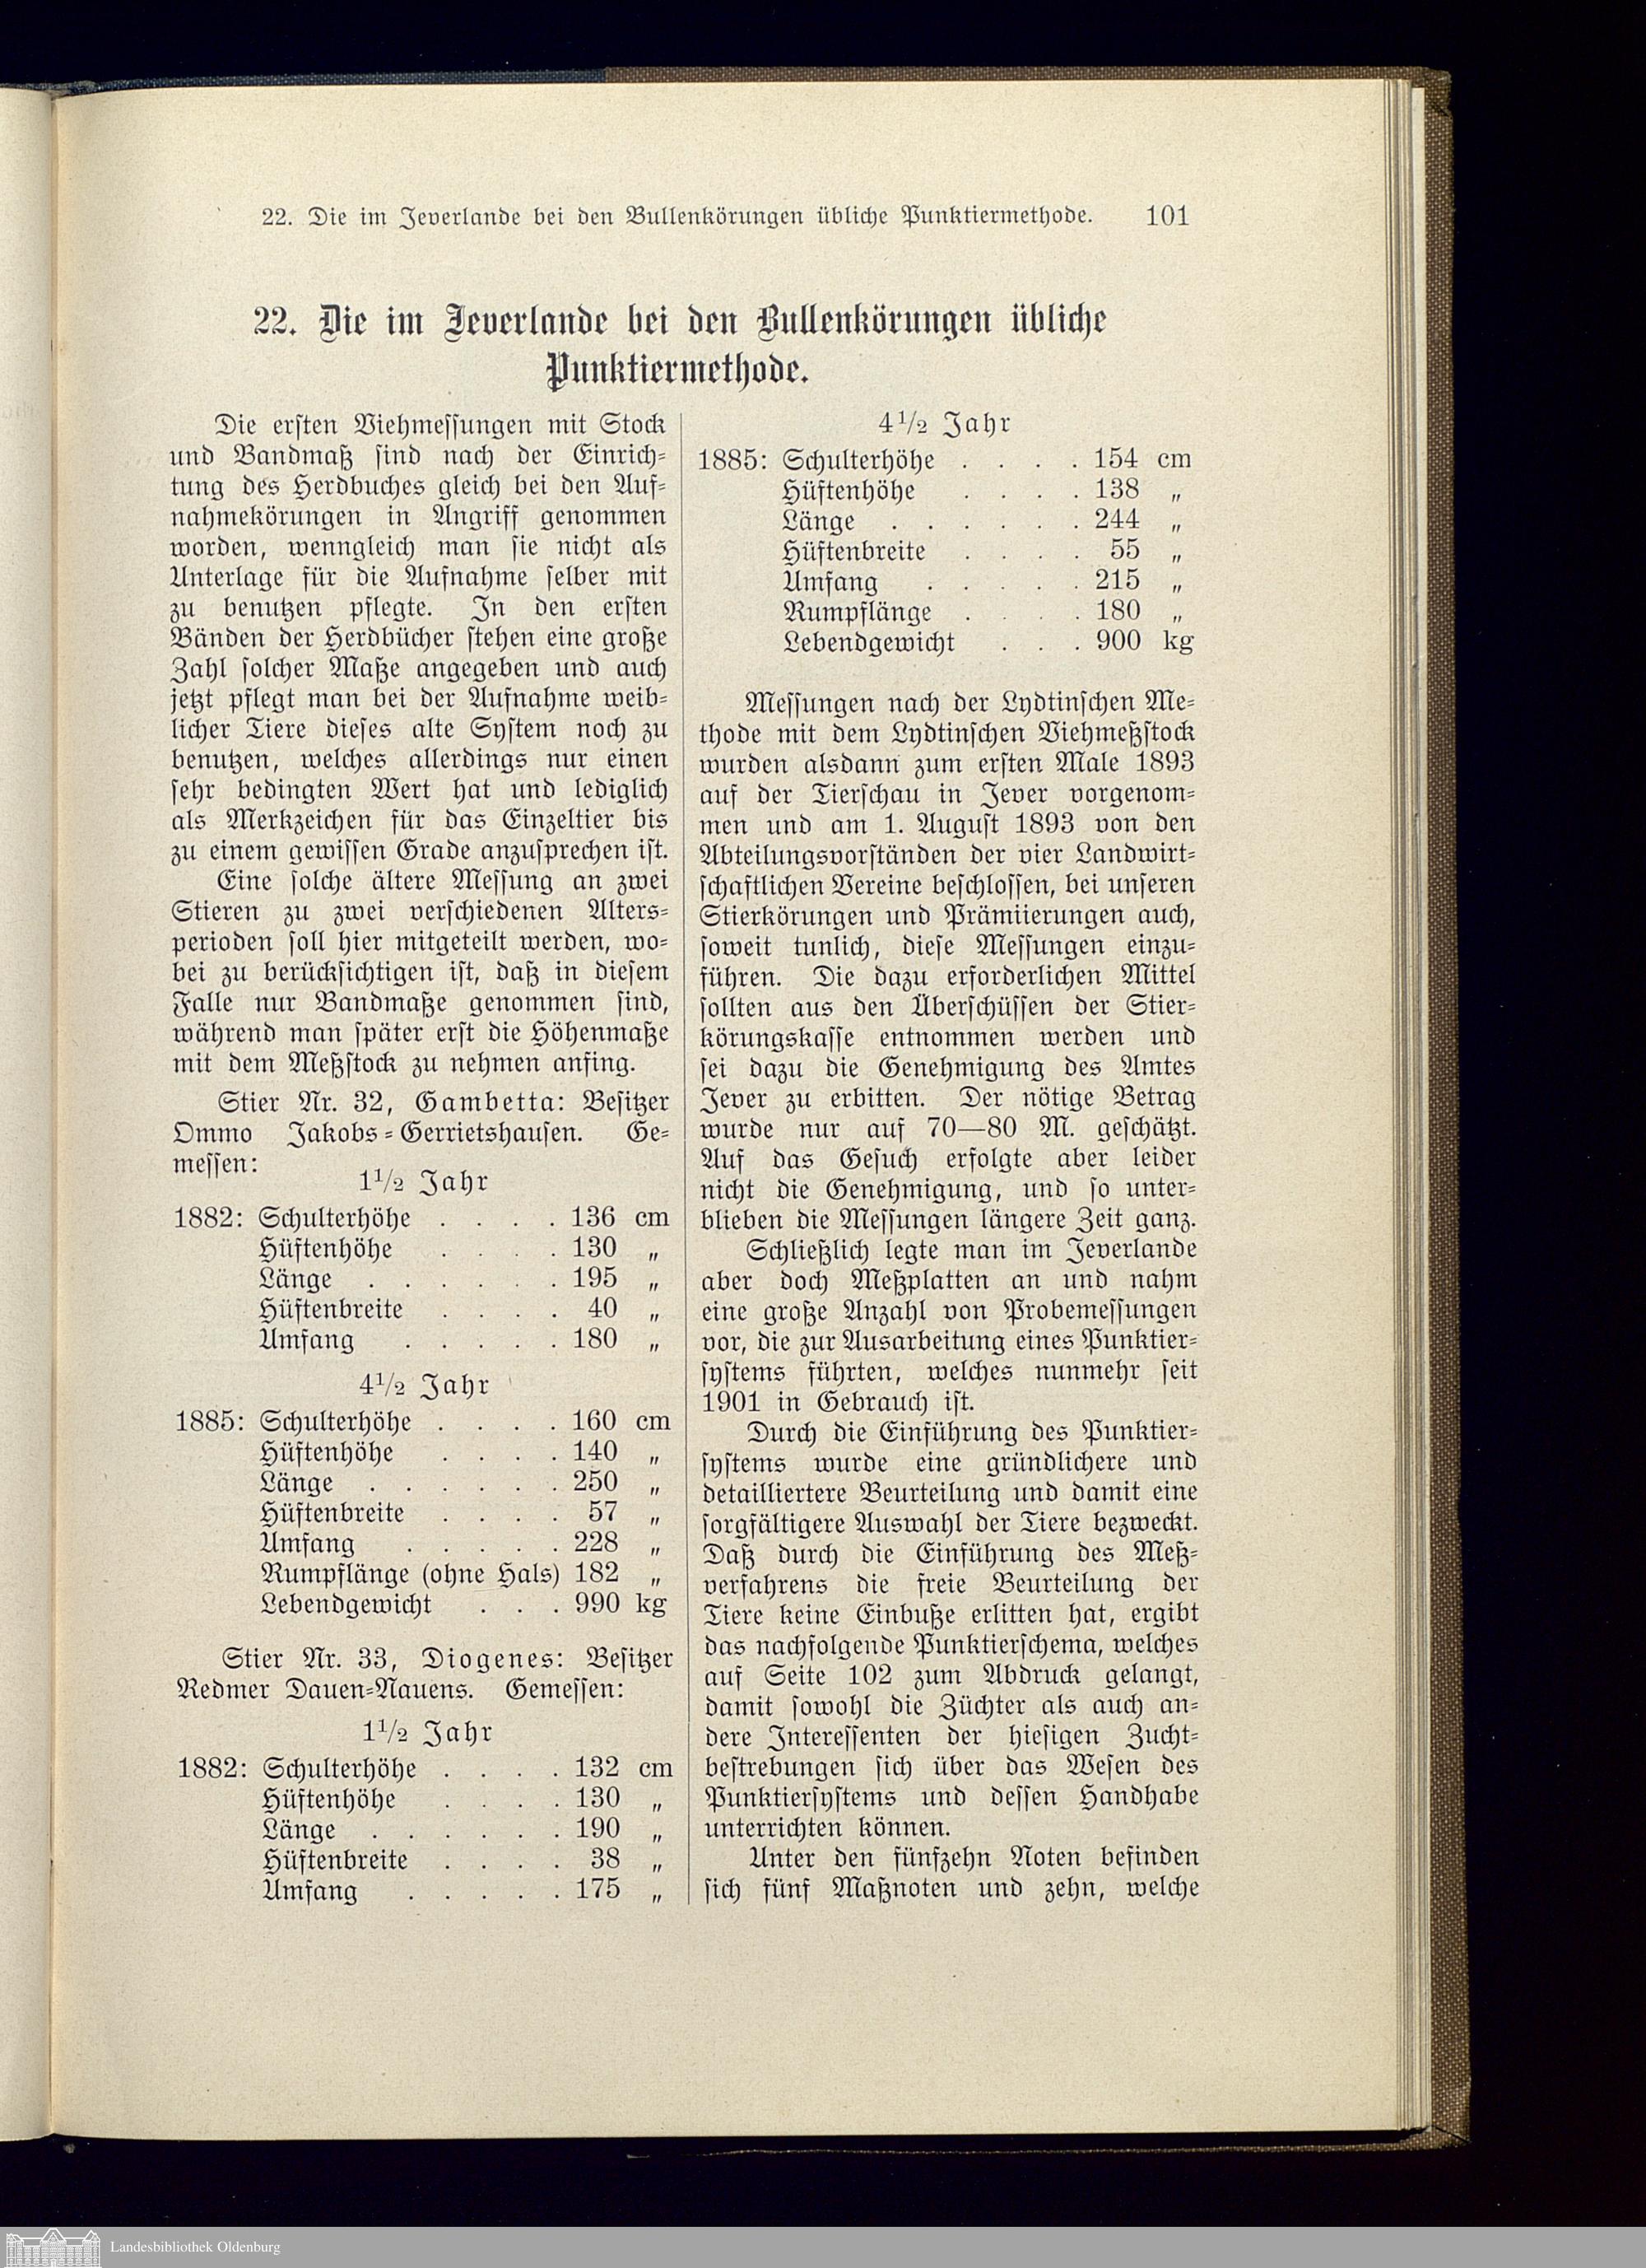 22. Die im Jeverlande bei den Bullenkörungen übliche Punktiermethode. 101
22. Die im Jeverlande bei den Bullenkörungen übliche
Punktiermethode.
Die ersten Viehmessungen mit Stock
und Bandmaß sind nach der Einrich-
tung des Herdbuches gleich bei den Auf-
nahmekörungen in Angriff genommen
worden, wenngleich man sie nicht als
Unterlage für die Aufnahme selber mit
zu benutzen pflegte. In den ersten
Bänden der Herdbücher stehen eine große
Zahl solcher Maße angegeben und auch
jetzt pflegt man bei der Aufnahme weib-
licher Tiere dieses alte System noch zu
benutzen, welches allerdings nur einen
sehr bedingten Wert hat und lediglich
als Merkzeichen für das Einzeltier bis
zu einem gewissen Grade anzusprechen ist.
Eine solche ältere Messung an zwei
Stieren zu zwei verschiedenen Alters-
perioden soll hier mitgeteilt werden, wo-
bei zu berücksichtigen ist, daß in diesem
Falle nur Bandmaße genommen sind,
während man später erst die Höhenmaße
mit dem Meßstock zu nehmen anfing.
Stier Nr. 32, Gambetta: Besitzer
Ommo Jakobs-Gerrietshausen. Ge-
messen:
1½ Jahr
1882: Schulterhöhe . . . . 136 cm
Hüftenhöhe . . . . 130 „
Länge . . . . . . 195 „
Hüftenbreite . . . . 40 „
Umfang . . . . . 180 „
4½ Jahr
1885: Schulterhöhe . . . . 160 cm
Hüftenhöhe . . . . 140 „
Länge . . . . . . 250 „
Hüftenbreite . . . . 57 „
Umfang . . . . . 228 „
Rumpflänge (ohne Hals) 182 „
Lebendgewicht . . . 990 kg
Stier Nr. 33, Diogenes: Besitzer
Redmer Dauen-Nauens. Gemessen:
1½ Jahr
1882: Schulterhöhe . . . . 132 cm
Hüftenhöhe . . . . 130 „
Länge . . . . . . 190 „
Hüftenbreite . . . . 38 „
Umfang . . . . . 175 „
4½ Jahr
1885: Schulterhöhe . . . . 154 cm
Hüftenhöhe . . . . 138 „
Länge . . . . . . 244 „
Hüftenbreite . . . . 55 „
Umfang . . . . . 215 „
Rumpflänge . . . . 180 „
Lebendgewicht . . . 900 kg
Messungen nach der Lydtinschen Me-
thode mit dem Lydtinschen Viehmeßstock
wurden alsdann zum ersten Male 1893
auf der Tierschau in Jever vorgenom-
men und am 1. August 1893 von den
Abteilungsvorständen der vier Landwirt-
schaftlichen Vereine beschlossen, bei unseren
Stierkörungen und Prämiierungen auch,
soweit tunlich, diese Messungen einzu-
führen. Die dazu erforderlichen Mittel
sollten aus den Überschüssen der Stier-
körungskasse entnommen werden und
sei dazu die Genehmigung des Amtes
Jever zu erbitten. Der nötige Betrag
wurde nur auf 70—80 M. geschätzt.
Auf das Gesuch erfolgte aber leider
nicht die Genehmigung, und so unter-
blieben die Messungen längere Zeit ganz.
Schließlich legte man im Jeverlande
aber doch Meßplatten an und nahm
eine große Anzahl von Probemessungen
vor, die zur Ausarbeitung eines Punktier-
systems führten, welches nunmehr seit
1901 in Gebrauch ist.
Durch die Einführung des Punktier-
systems wurde eine gründlichere und
detailliertere Beurteilung und damit eine
sorgfältigere Auswahl der Tiere bezweckt.
Daß durch die Einführung des Meß-
verfahrens die freie Beurteilung der
Tiere keine Einbuße erlitten hat, ergibt
das nachfolgende Punktierschema, welches
auf Seite 102 zum Abdruck gelangt,
damit sowohl die Züchter als auch an-
dere Interessenten der hiesigen Zucht-
bestrebungen sich über das Wesen des
Punktiersystems und dessen Handhabe
unterrichten können.
Unter den fünfzehn Noten befinden
sich fünf Maßnoten und zehn, welche
Landesbibliothek Oldenburg